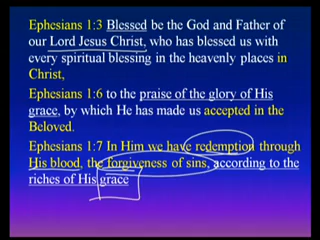 Ephesians 1:3 Blessed be the God and Father of
our Lord Jesus Christ, who has blessed us with
every spiritual blessing in the heavenly places in
Christ,
Ephesians 1:6 to the praise of the glory of His
grace, by which He has made us accepted in the
Beloved.
Ephesians 1:7 In Him we have redemption through
His blood, the forgiveness of sins, according to the
riches of His grace